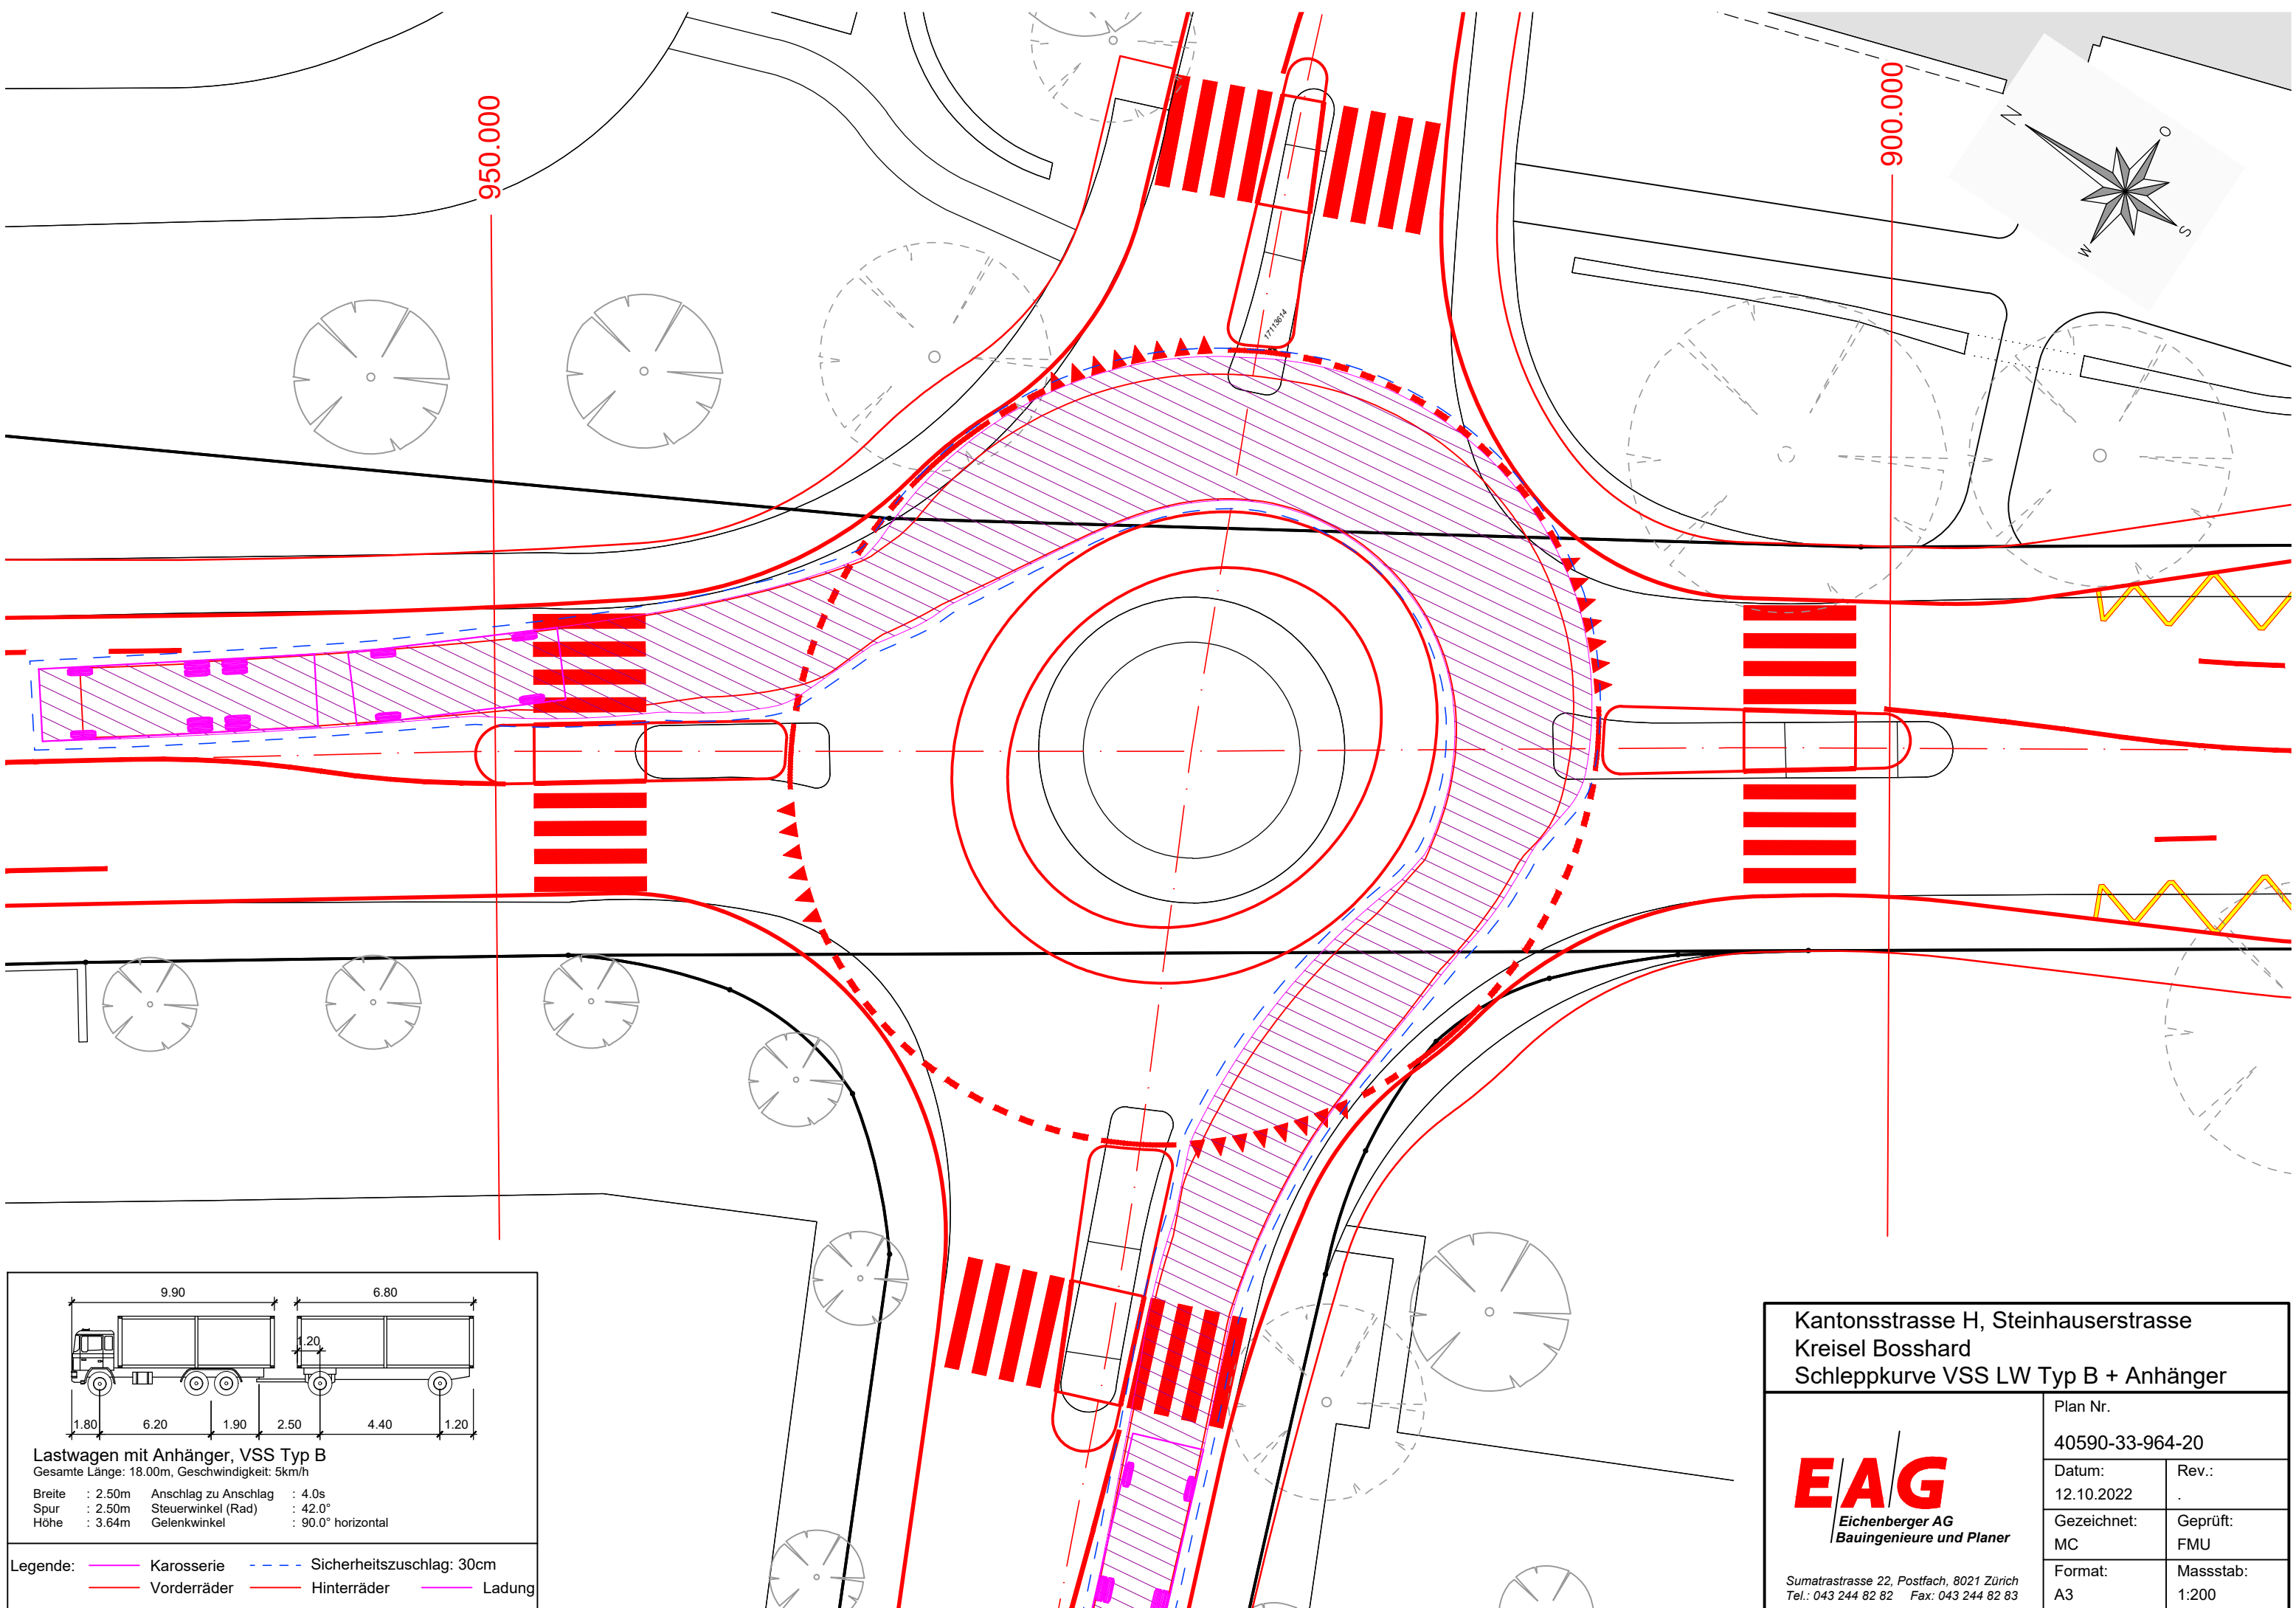 950.000
900.000
N
O
S
W
17113614
9.90
6.80
1.20
1.80 6.20 1.90 2.50 4.40 1.20
Lastwagen mit Anhänger, VSS Typ B
Gesamte Länge: 18.00m, Geschwindigkeit: 5km/h
Breite : 2.50m Anschlag zu Anschlag : 4.0s
Spur : 2.50m Steuerwinkel (Rad) : 42.0°
Höhe : 3.64m Gelenkwinkel : 90.0° horizontal
Legende: Karosserie Sicherheitszuschlag: 30cm
Vorderräder Hinterräder Ladung
Kantonsstrasse H, Steinhauserstrasse
Kreisel Bosshard
Schleppkurve VSS LW Typ B + Anhänger
EAG
Eichenberger AG
Bauingenieure und Planer
Sumatrastrasse 22, Postfach, 8021 Zürich
Tel.: 043 244 82 82 Fax: 043 244 82 83
Plan Nr.
40590-33-964-20
Datum: Rev.:
12.10.2022 .
Gezeichnet: Geprüft:
MC FMU
Format: Massstab:
A3 1:200